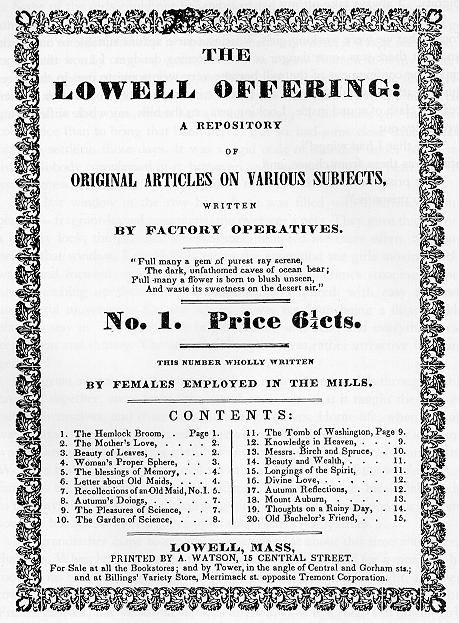 THE
LOWELL OFFERING:
A REPOSITORY
OF
ORIGINAL ARTICLES ON VARIOUS SUBJECTS,
WRITTEN
BY FACTORY OPERATIVES.
"Full many a gem of purest ray serene,
The dark, unfathomed caves of ocean bear;
Full many a flower is born to blush unseen,
And waste its sweetness on the desert air."
No. 1. Price 6¼cts.
THIS NUMBER WHOLLY WRITTEN
BY FEMALES EMPLOYED IN THE MILLS.
CONTENTS:
1. The Hemlock Broom, . Page 1.
2. The Mother's Love, . . . . 2.
3. Beauty of Leaves, . . . . . 2.
4. Woman's Proper Sphere, . . 3.
5. The blessings of Memory, . . 4.
6. Letter about Old Maids, . . . 4.
7. Recollections of an Old Maid, No. I. 5.
8. Autumn's Doings, . . . . 7.
9. The Pleasures of Science, . . 7.
10. The Garden of Science, . . . 8.
11. The Tomb of Washington, Page 9.
12. Knowledge in Heaven, . . . . 9.
13. Messrs. Birch and Spruce, . . 10.
14. Beauty and Wealth, . . . . 11.
15. Longings of the Spirit, . . . 11.
16. Divine Love, . . . . . . 12.
17. Autumn Reflections, . . . . 12.
18. Mount Auburn, . . . . . . 13.
19. Thoughts on a Rainy Day, . . 14.
20. Old Bachelor's Friend, . . . 15,
LOWELL, MASS,
PRINTED BY A. WATSON, 15 CENTRAL STREET.
For Sale at all the Bookstores; and by Tower, in the angle of Central and Gorham sts.;
and at Billings' Variety Store, Merrimack st. opposite Tremont Corporation.